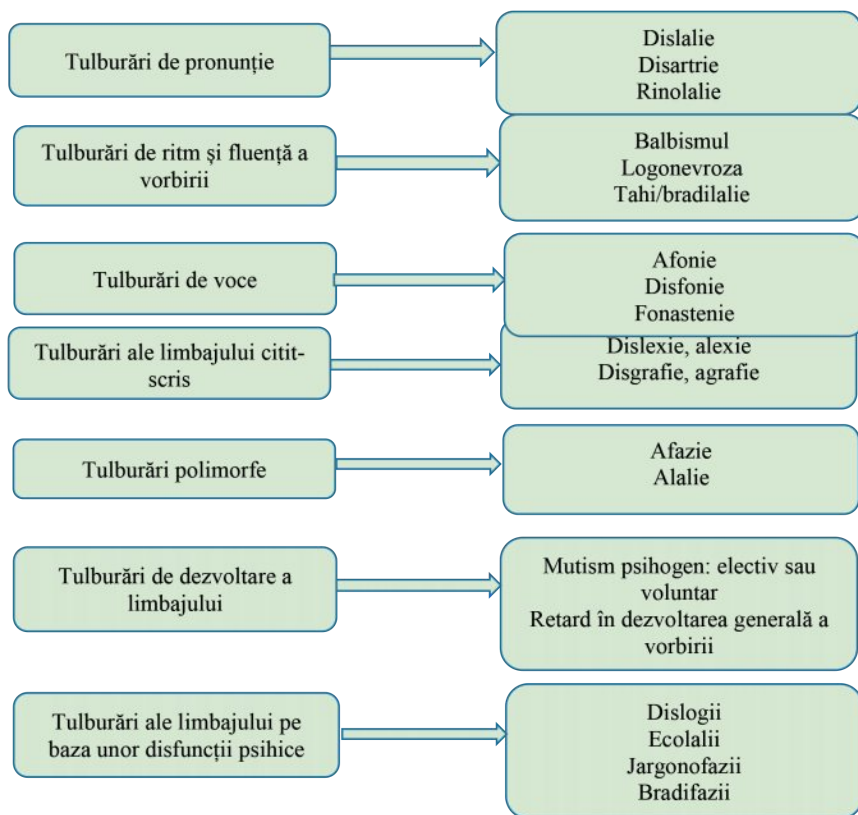 Tulburări de pronunție
Dislalie
Disartrie
Rinolalie
Tulburări de ritm și fluență a
vorbirii
Balbismul
Logonevroza
Tahi/bradilalie
Tulburări de voce
Afonie
Disfonie
Fonastenie
Tulburări ale limbajului citit-
scris
Dislexie, alexie
Disgrafie, agrafie
Tulburări polimorfe
Afazie
Alalie
Tulburări de dezvoltare a
limbajului
Mutism psihogen: electiv sau
voluntar
Retard în dezvoltarea generală a
vorbirii
Tulburări ale limbajului pe
baza unor disfuncții psihice
Dislogii
Ecolalii
Jargonofazii
Bradifazii